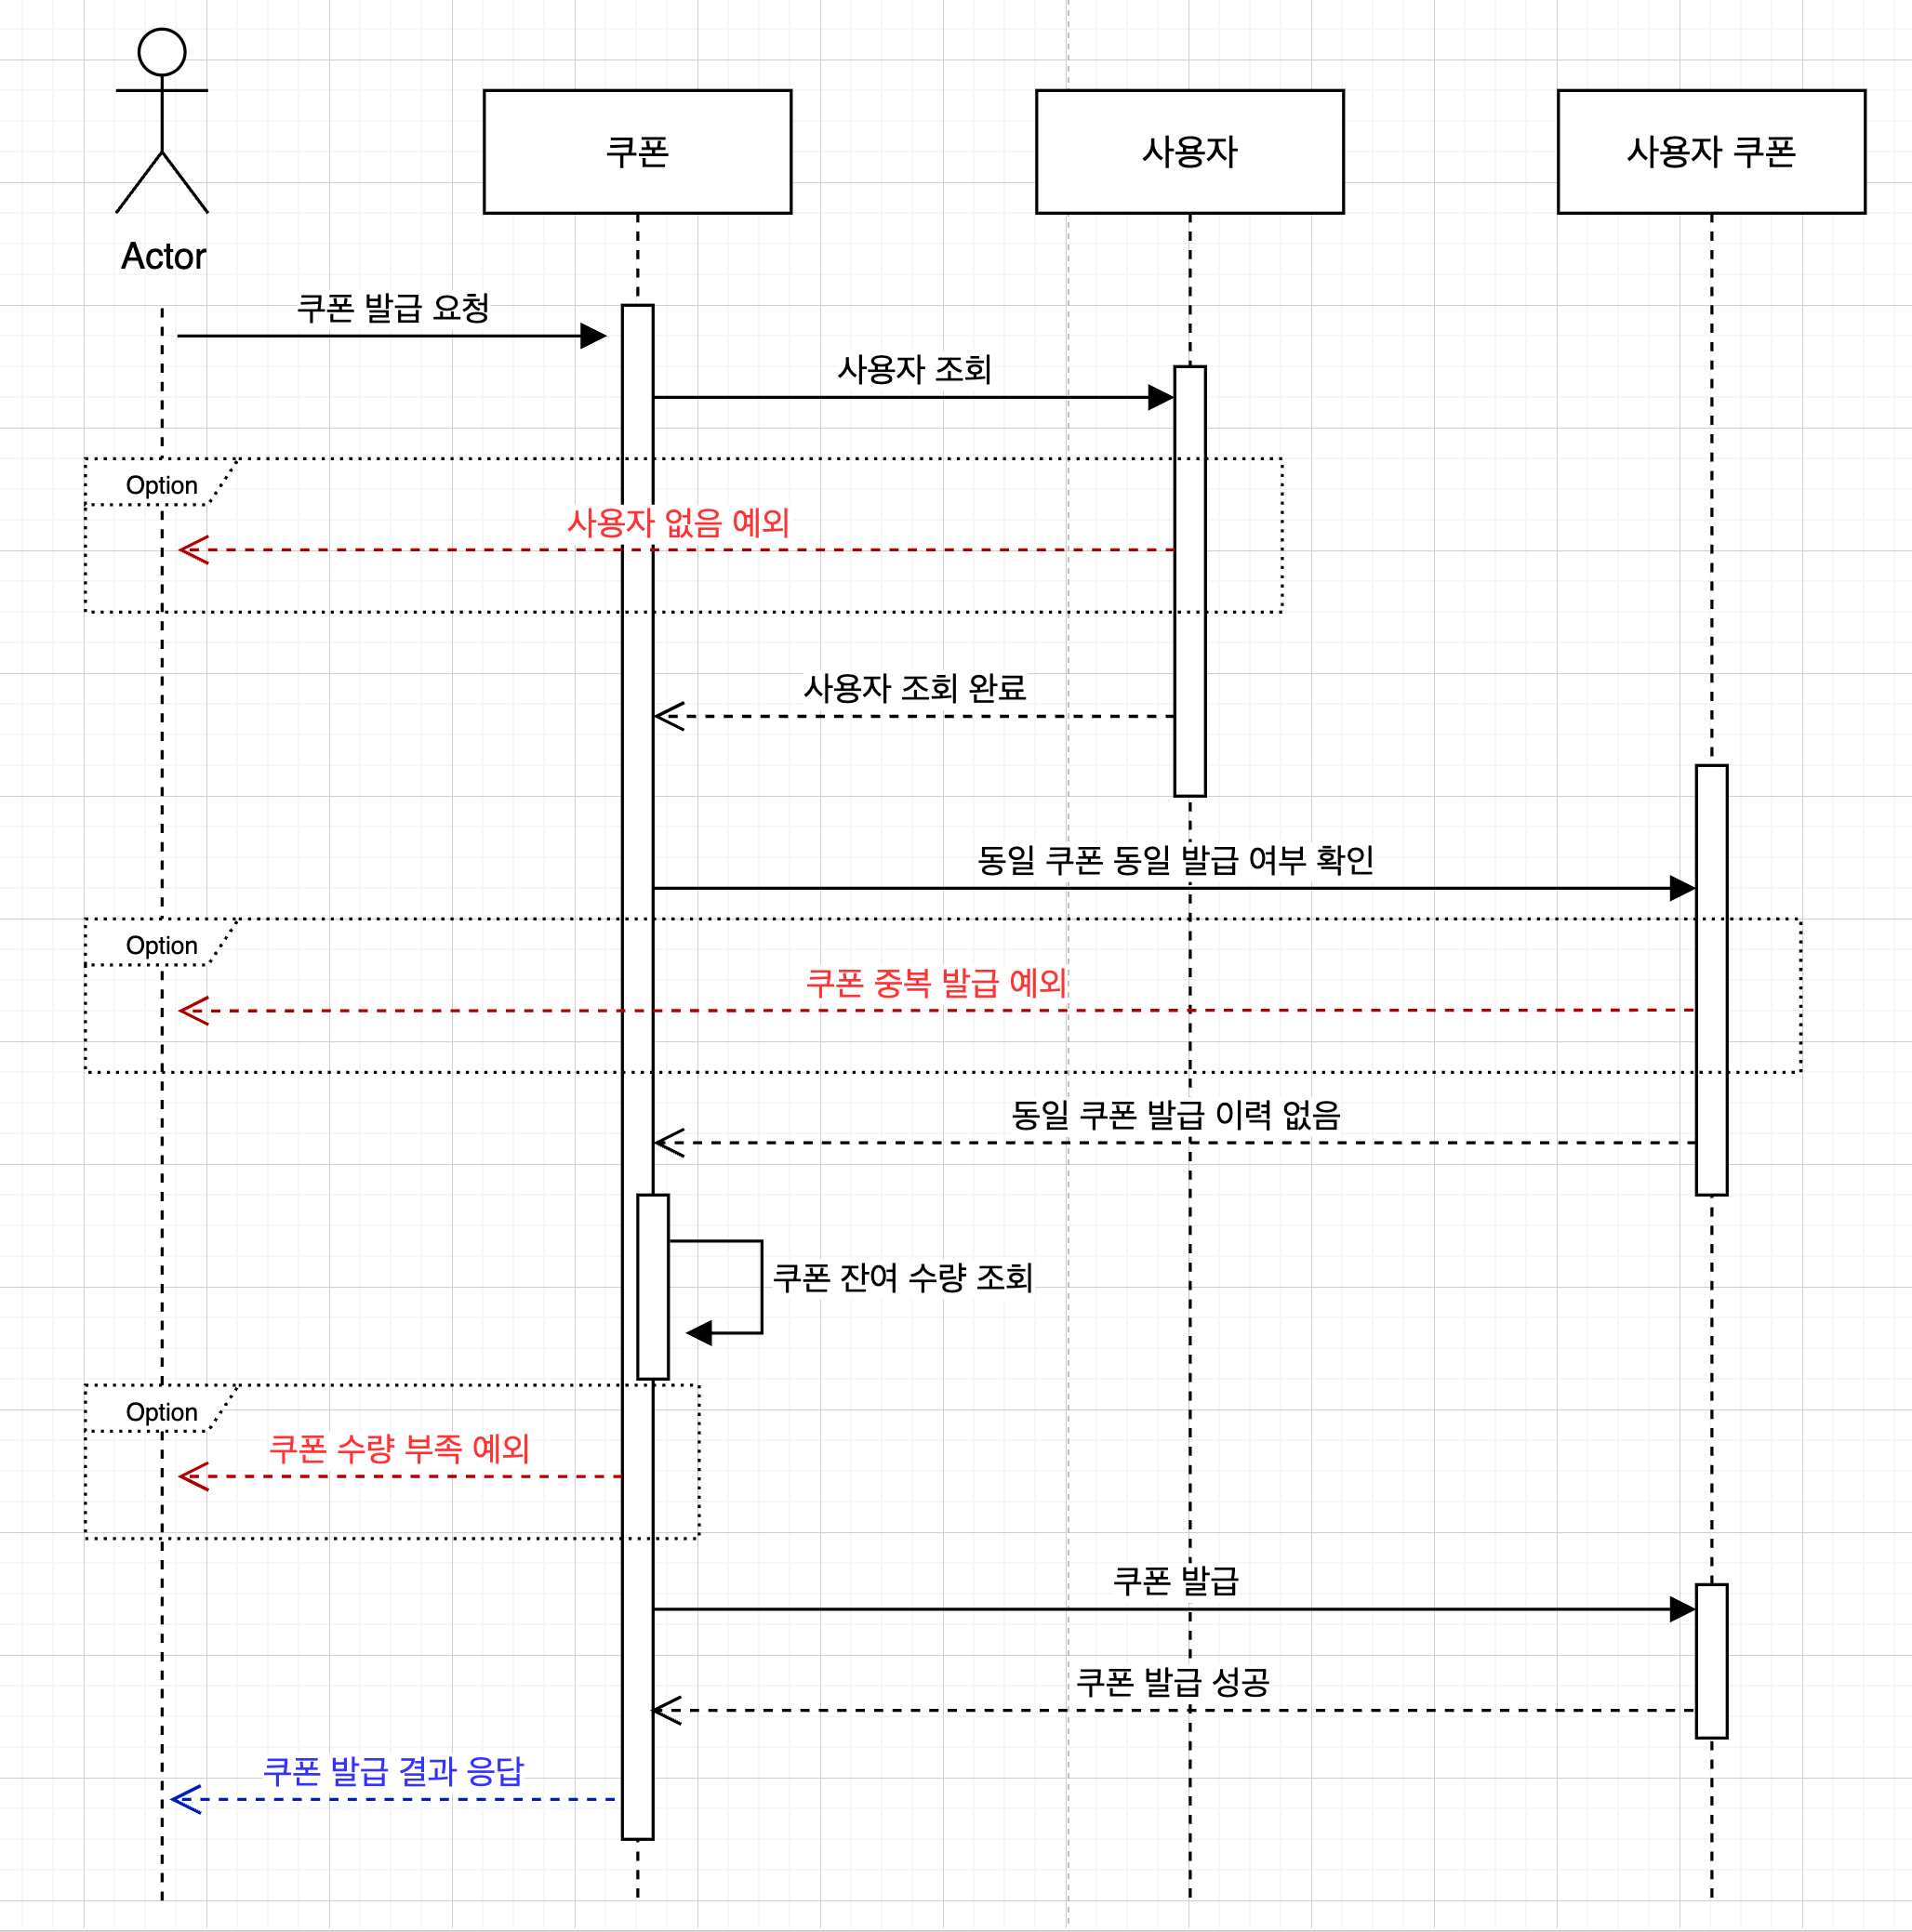 쿠폰
사용자
사용자 쿠폰
Actor
쿠폰 발급 요청
사용자 조회
Option
사용자 없음 예외
사용자 조회 완료
동일 쿠폰 동일 발급 여부 확인
Option
쿠폰 중복 발급 예외
동일 쿠폰 발급 이력 없음
쿠폰 잔여 수량 조회
Option
쿠폰 수량 부족 예외
쿠폰 발급
쿠폰 발급 성공
쿠폰 발급 결과 응답